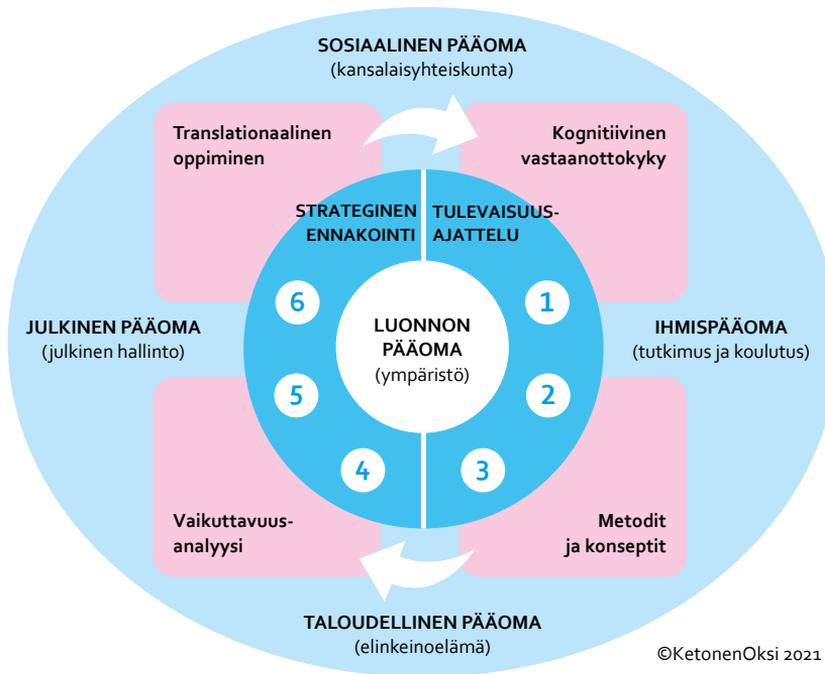 SOSIAALINEN PÄÄOMA
(kansalaisyhteiskunta)
Translationaalinen
oppiminen
Kognitiivinen
vastaanottokyky
STRATEGINEN
ENNAKOINTI
TULEVAISUUS-
AJATTELU
6
1
JULKINEN PÄÄOMA
(julkinen hallinto)
LUONNON
PÄÄOMA
(ympäristö)
IHMISPÄÄOMA
(tutkimus ja koulutus)
5
2
4
3
Vaikuttavuus-
analyysi
Metodit
ja konseptit
TALOUDELLINEN PÄÄOMA
(elinkeinoelämä)
©KetonenOksi 2021